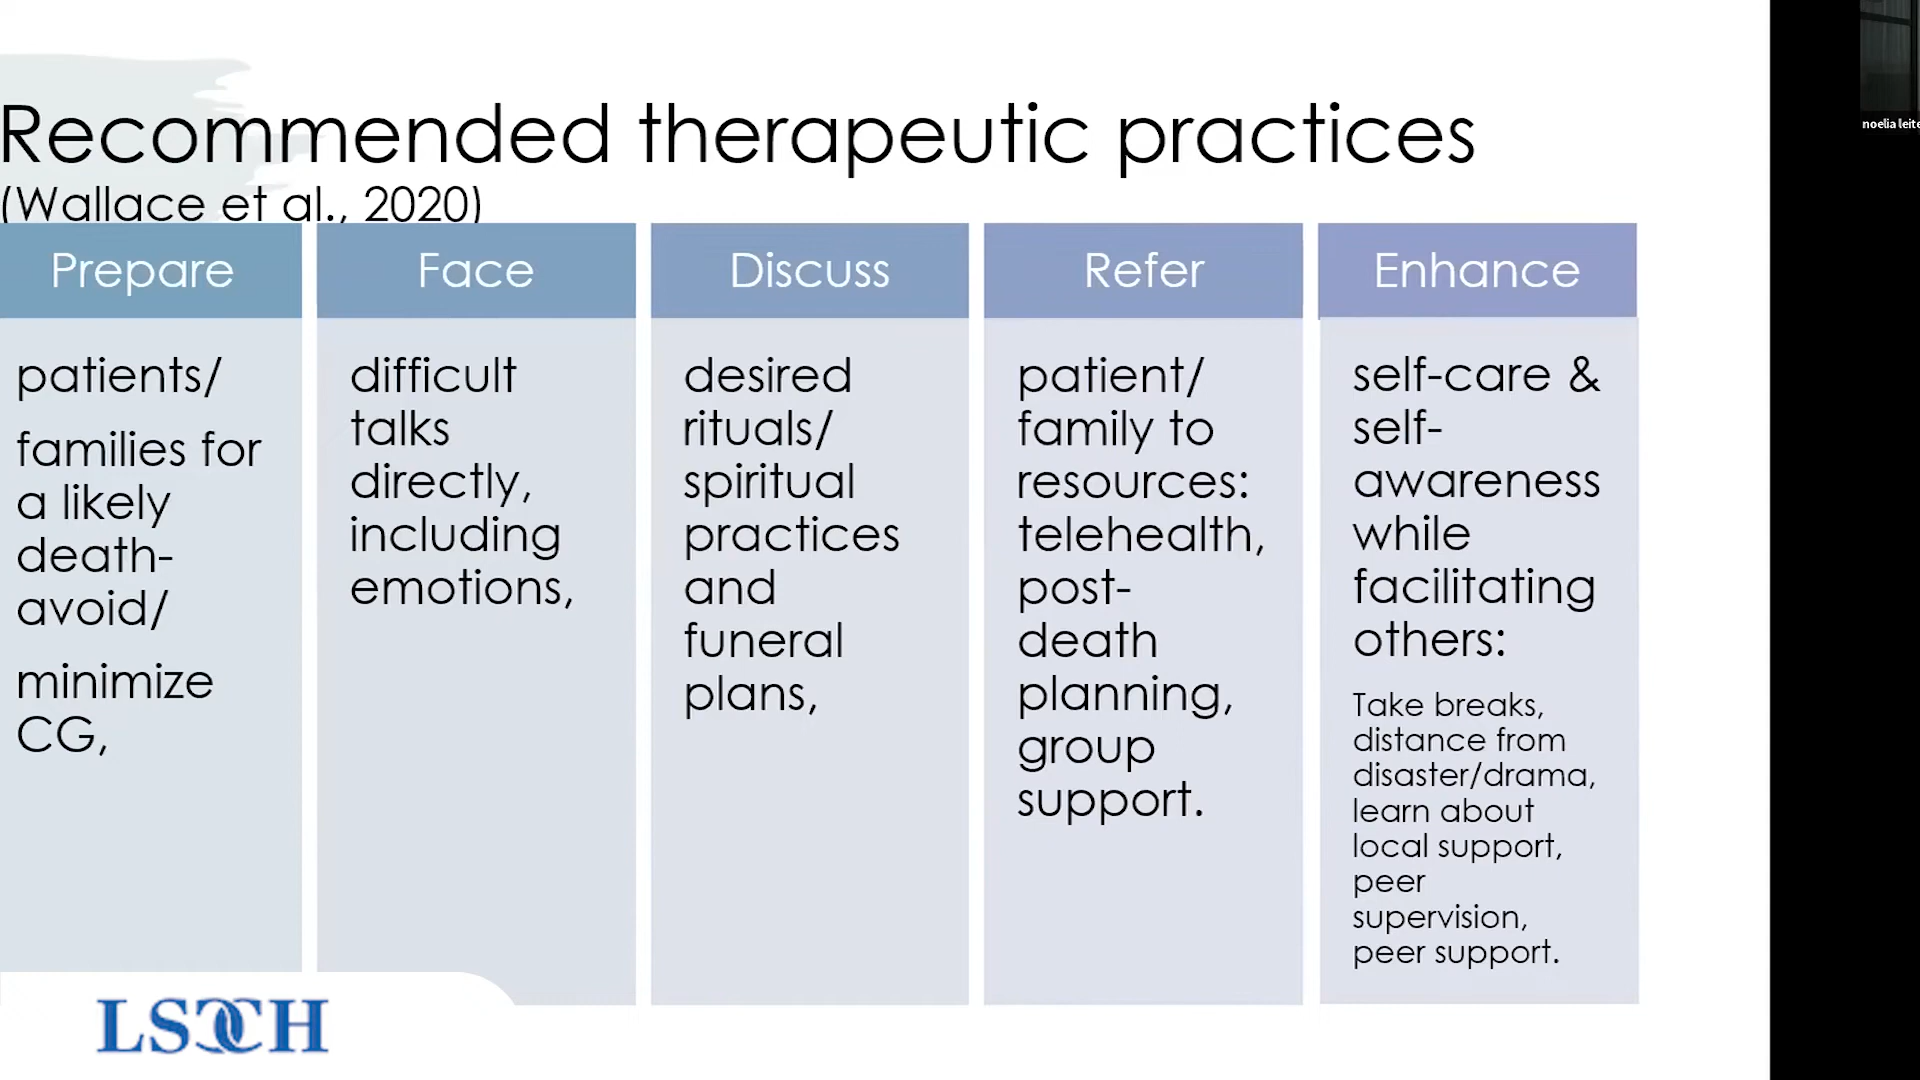 Recommended therapeutic practices
(Wallace et al., 2020)
Prepare
patients/
families for
a likely
death-
avoid/
minimize
CG,
Face
difficult
talks
directly,
including
emotions,
Discuss
desired
rituals/
spiritual
practices
and
funeral
plans,
Refer
patient/
family to
resources:
telehealth,
post-
death
planning,
group
support.
Enhance
self-care &
self-
awareness
while
facilitating
others:
Take breaks,
distance from
disaster/drama,
learn about
local support,
peer
supervision,
peer support.
LSCCH
noelia leite